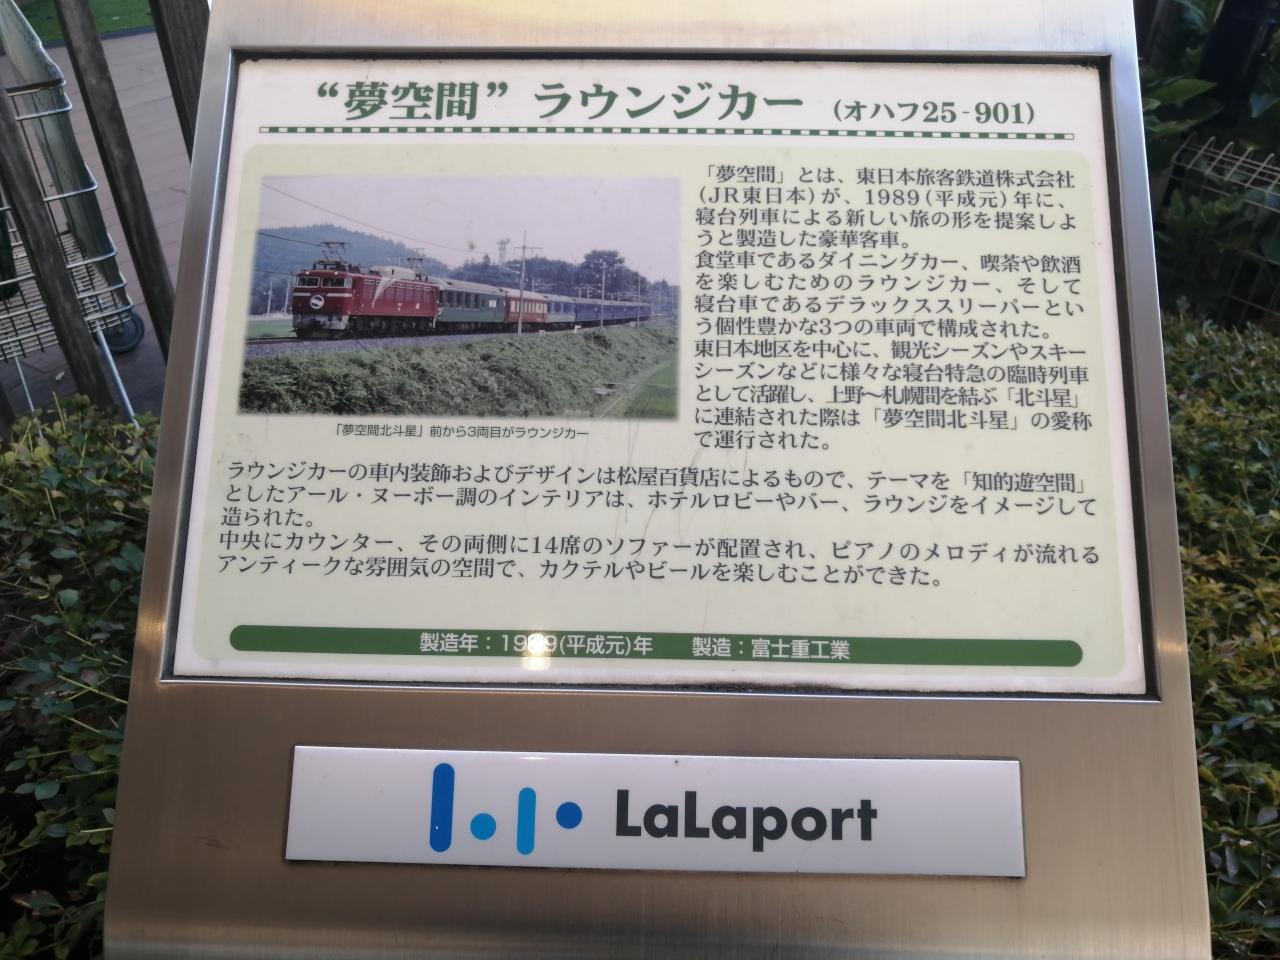 “夢空間” ラウンジカー (オハフ25-901)
「夢空間」とは、東日本旅客鉄道株式会社
(JR東日本)が、1989(平成元)年に、
寝台列車による新しい旅の形を提案しよ
うと製造した豪華客車。
食堂車であるダイニングカー、喫茶や飲酒
を楽しむためのラウンジカー、そして
寝台車であるデラックススリーパーとい
う個性豊かな3つの車両で構成された。
東日本地区を中心に、観光シーズンやスキー
シーズンなどに様々な寝台特急の臨時列車
として活躍し、上野〜札幌間を結ぶ「北斗星」
に連結された際は「夢空間北斗星」の愛称
で運行された。
「夢空間北斗星」前から3両目がラウンジカー
ラウンジカーの車内装飾およびデザインは松屋百貨店によるもので、テーマを「知的遊空間」
としたアール・ヌーボー調のインテリアは、ホテルロビーやバー、ラウンジをイメージして
造られた。
中央にカウンター、その両側に14席のソファーが配置され、ピアノのメロディが流れる
アンティークな雰囲気の空間で、カクテルやビールを楽しむことができた。
製造年：1989(平成元)年 製造：富士重工業
LaLaport